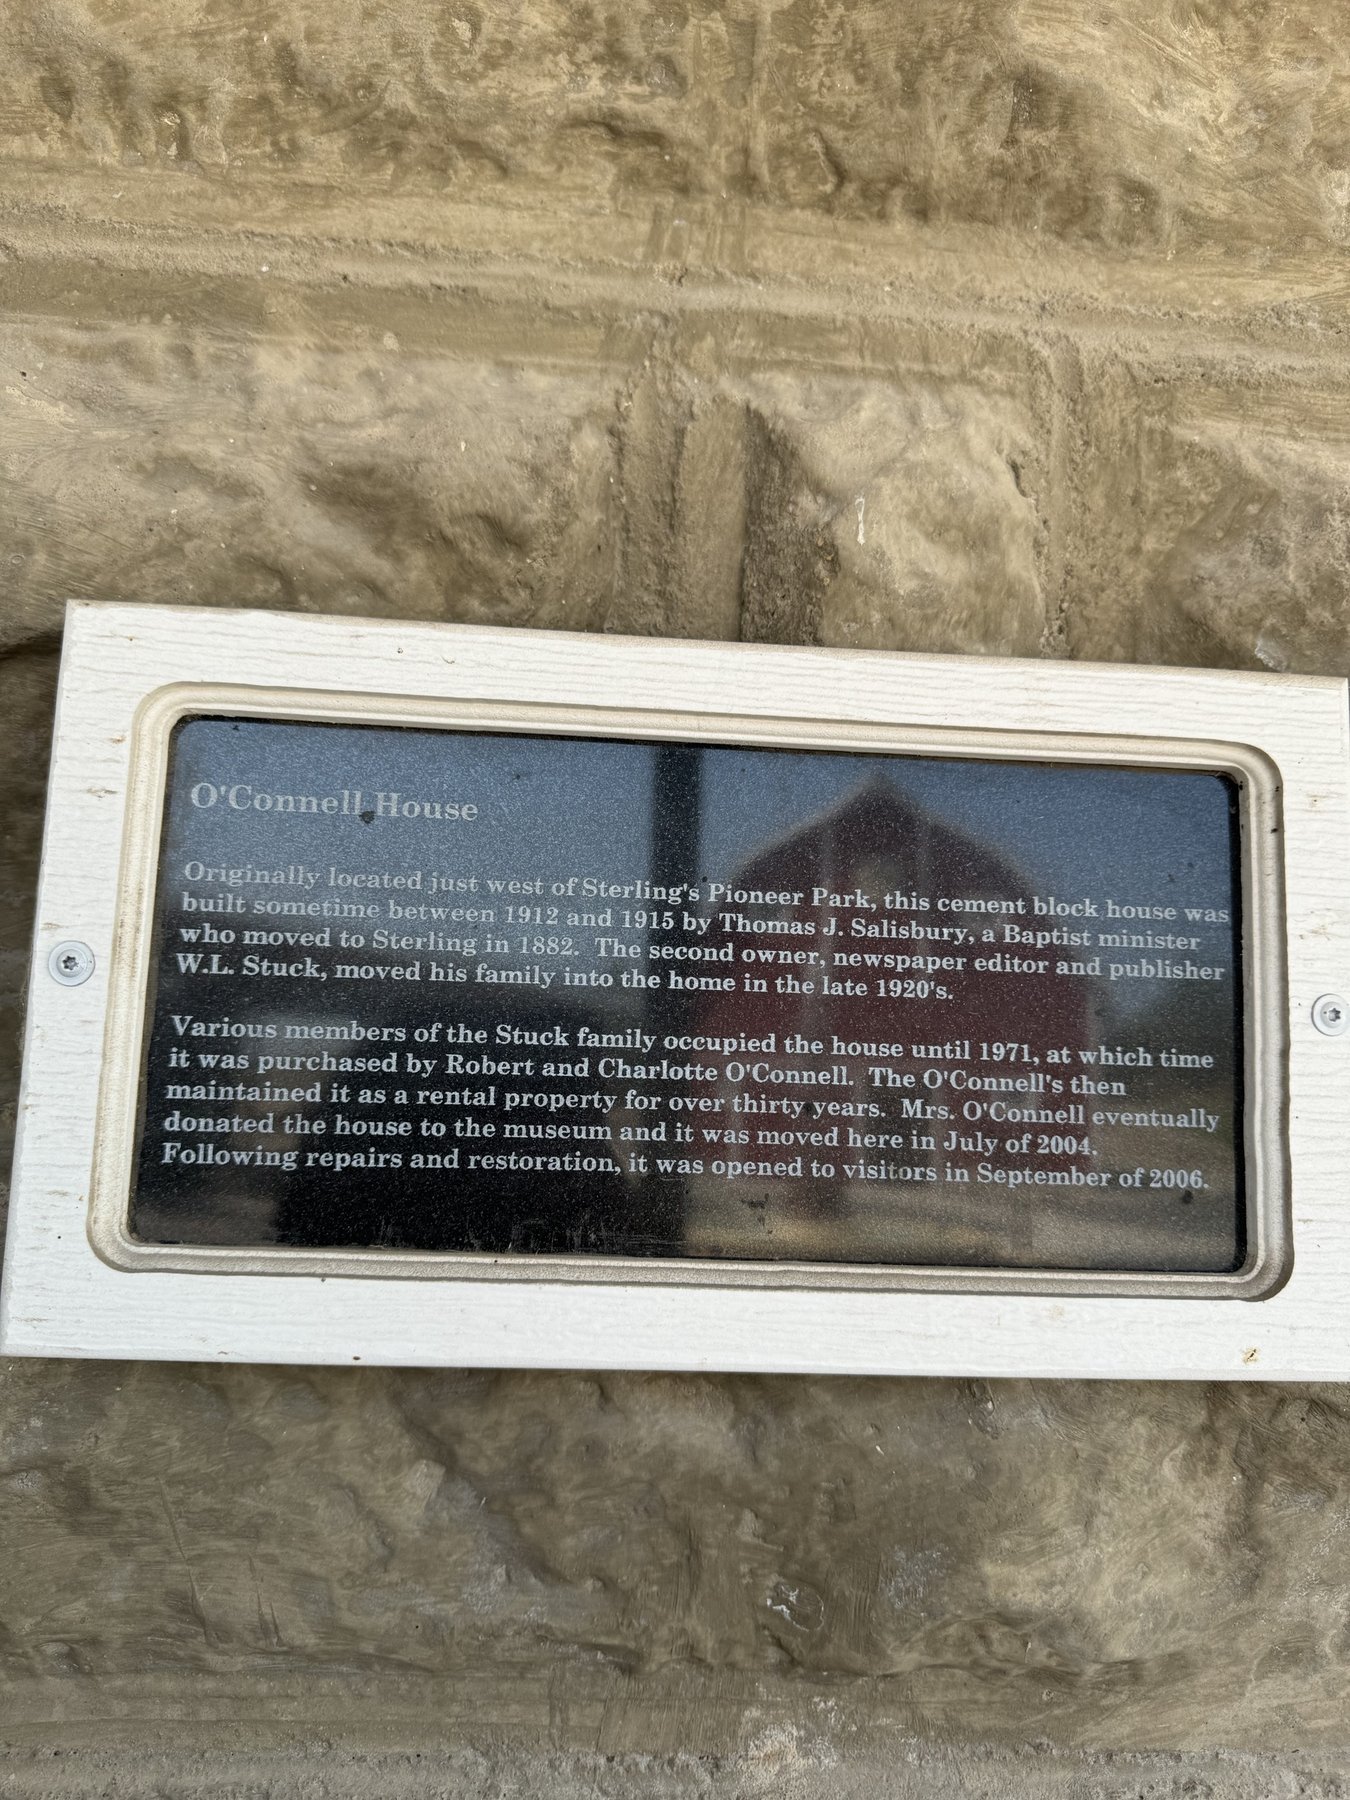 O'Connell House
Originally located just west of Sterling's Pioneer Park, this cement block house was
built sometime between 1912 and 1915 by Thomas J. Salisbury, a Baptist minister
who moved to Sterling in 1882.  The second owner, newspaper editor and publisher
W.L. Stuck, moved his family into the home in the late 1920's.
Various members of the Stuck family occupied the house until 1971, at which time
it was purchased by Robert and Charlotte O'Connell.  The O'Connell's then
maintained it as a rental property for over thirty years.  Mrs. O'Connell eventually
donated the house to the museum and it was moved here in July of 2004.
Following repairs and restoration, it was opened to visitors in September of 2006.